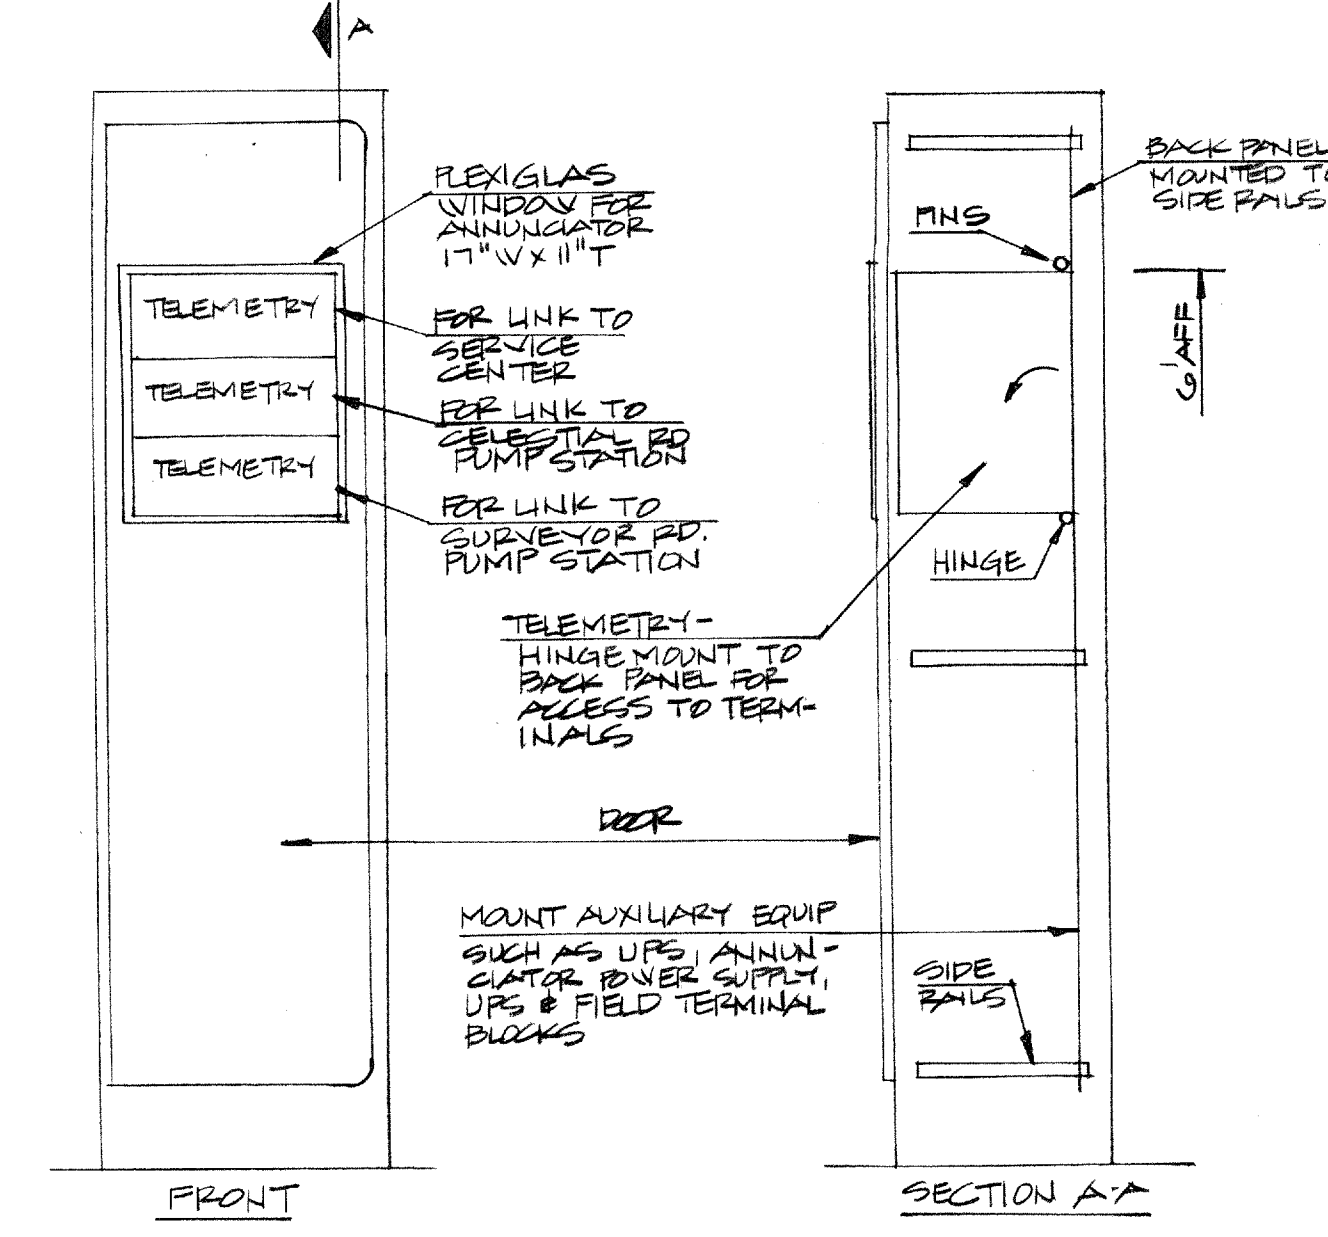 A
PLEXIGLAS
WINDOW FOR
ANNUNCIATOR
17" W X 11" T
TELEMETRY
FOR LINK TO
SERVICE
CENTER
TELEMETRY
FOR LINK TO
CELESTIAL RD
PUMP STATION
TELEMETRY
FOR LINK TO
SURVEYOR RD.
PUMP STATION
BACK PANEL
MOUNTED TO
SIDE RAILS
PINS
6' AFF
HINGE
TELEMETRY-
HINGE MOUNT TO
BACK PANEL FOR
ACCESS TO TERM-
INALS
DOOR
MOUNT AUXILIARY EQUIP
SUCH AS UPS, ANNUN-
CIATOR POWER SUPPLY,
UPS & FIELD TERMINAL
BLOCKS
SIDE
RAILS
FRONT
SECTION A-A